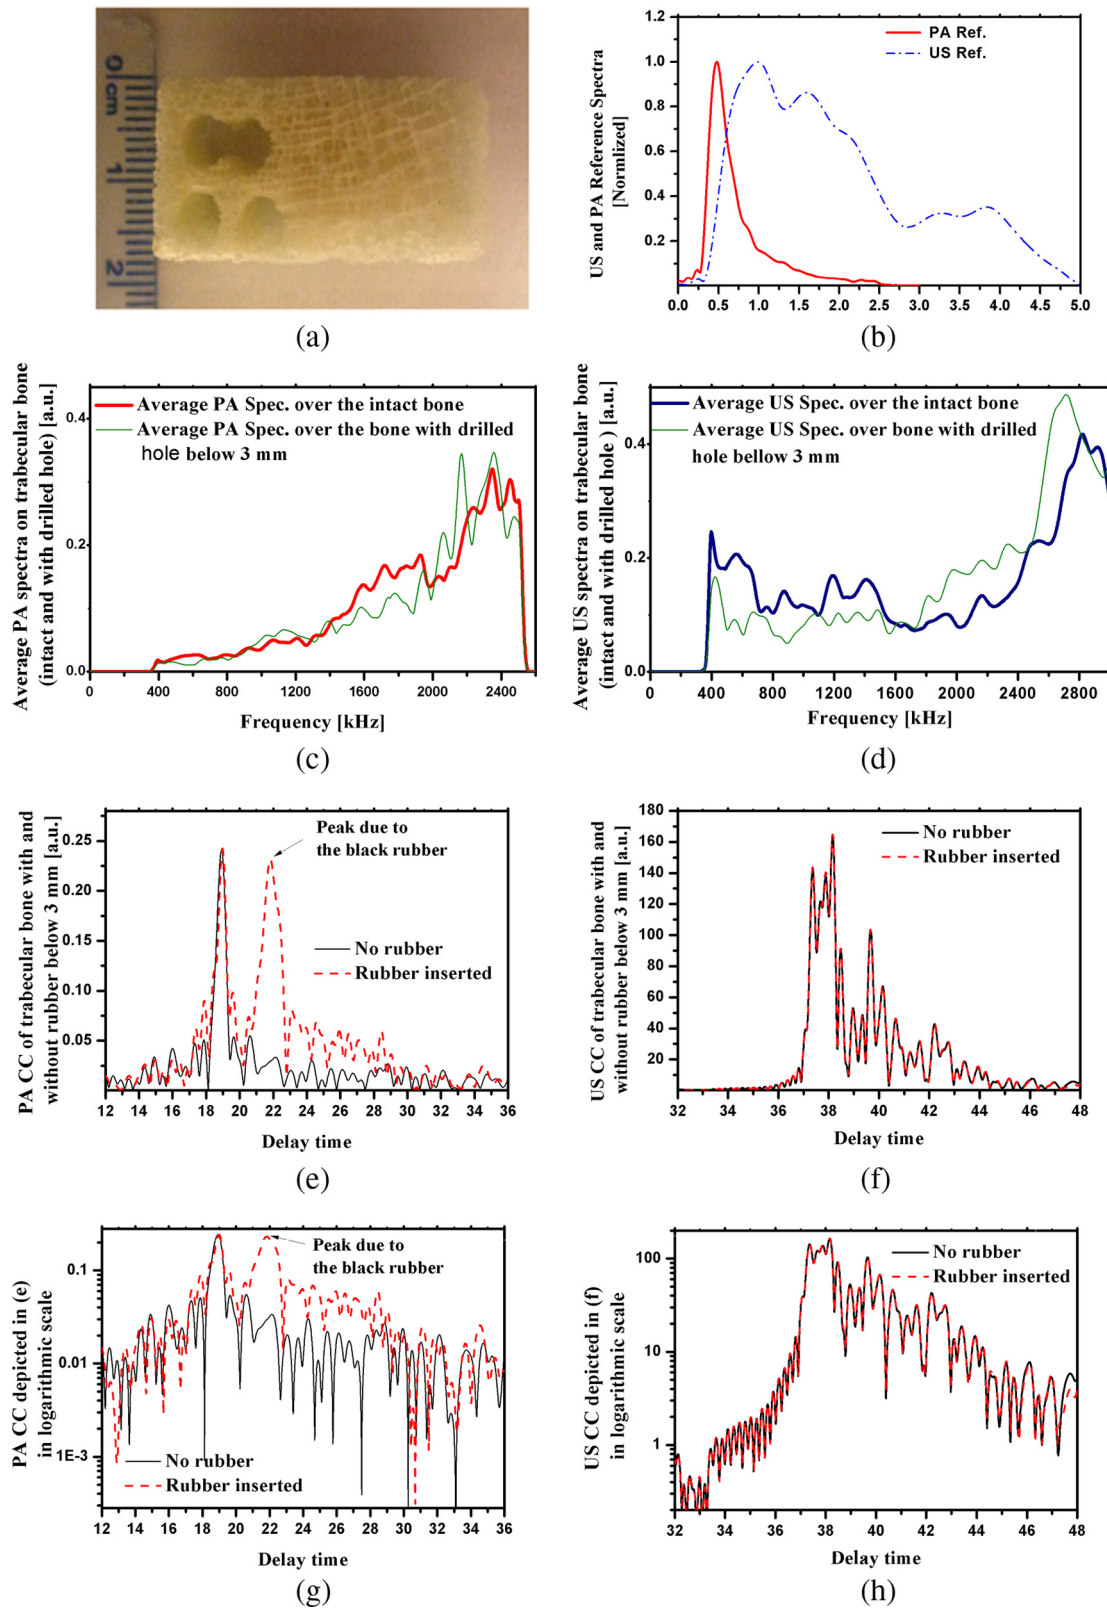 0 cm
1
2
(a)
US and PA Reference Spectra
[Normlized]
1.2
1.0
0.8
0.6
0.4
0.2
PA Ref.
US Ref.
0.0 0.5 1.0 1.5 2.0 2.5 3.0 3.5 4.0 4.5 5.0
(b)
Average PA spectra on trabecular bone
(intact and with drilled hole) [a.u.]
0.4
0.2
0.0
Average PA Spec. over the intact bone
Average PA Spec. over the bone with drilled
hole below 3 mm
0 400 800 1200 1600 2000 2400
Frequency [kHz]
(c)
Average US spectra on trabecular bone
(intact and with drilled hole ) [a.u.]
0.4
0.2
0.0
Average US Spec. over the intact bone
Average US Spec. over bone with drilled
hole bellow 3 mm
0 400 800 1200 1600 2000 2400 2800
Frequency [kHz]
(d)
PA CC of trabecular bone with and
without rubber below 3 mm [a.u.]
0.25
0.20
0.15
0.10
0.05
Peak due to
the black rubber
No rubber
Rubber inserted
12 14 16 18 20 22 24 26 28 30 32 34 36
Delay time
(e)
US CC of trabecular bone with and
without rubber below 3 mm [a.u.]
180
160
140
120
100
80
60
40
20
No rubber
Rubber inserted
32 34 36 38 40 42 44 46 48
Delay time
(f)
PA CC depicted in (e)
in logarithmic scale
0.1
0.01
1E-3
Peak due to
the black rubber
No rubber
Rubber inserted
12 14 16 18 20 22 24 26 28 30 32 34 36
Delay time
(g)
US CC depicted in (f)
in logarithmic scale
100
10
1
No rubber
Rubber inserted
32 34 36 38 40 42 44 46 48
Delay time
(h)